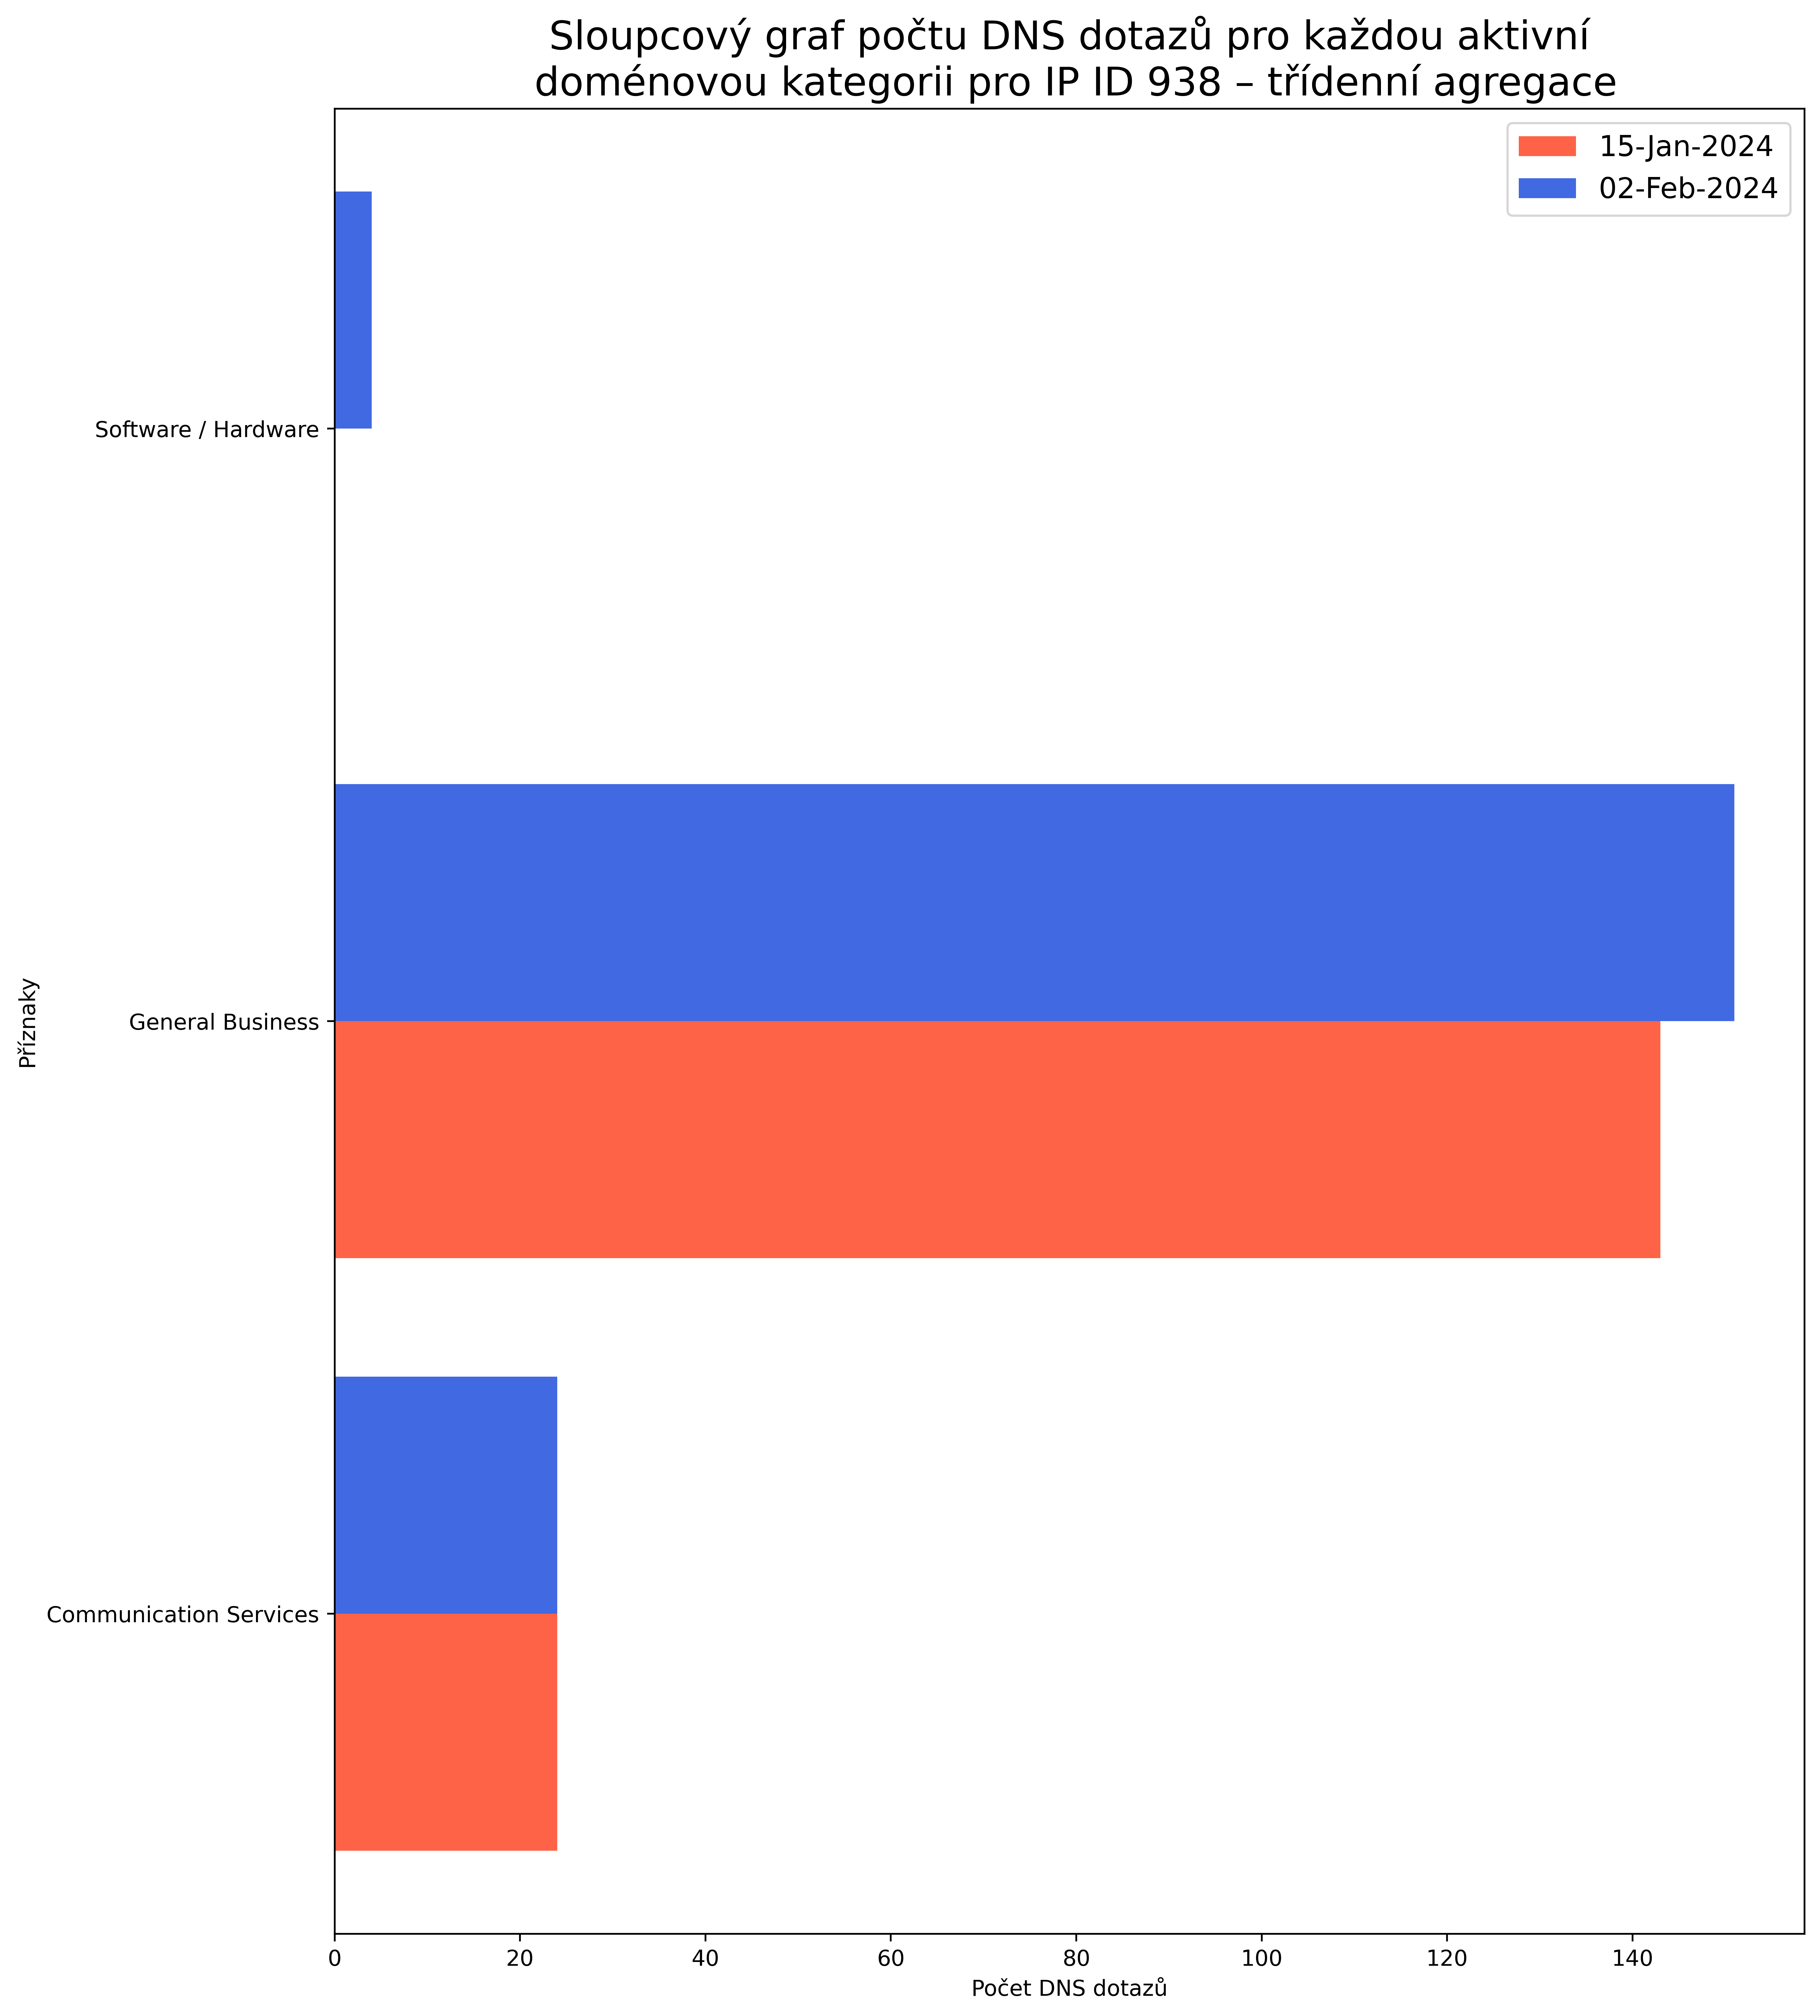 Sloupcový graf počtu DNS dotazů pro každou aktivní
doménovou kategorii pro IP ID 938 – třídenní agregace
15-Jan-2024
02-Feb-2024
Software / Hardware
General Business
Communication Services
Příznaky
0 20 40 60 80 100 120 140
Počet DNS dotazů